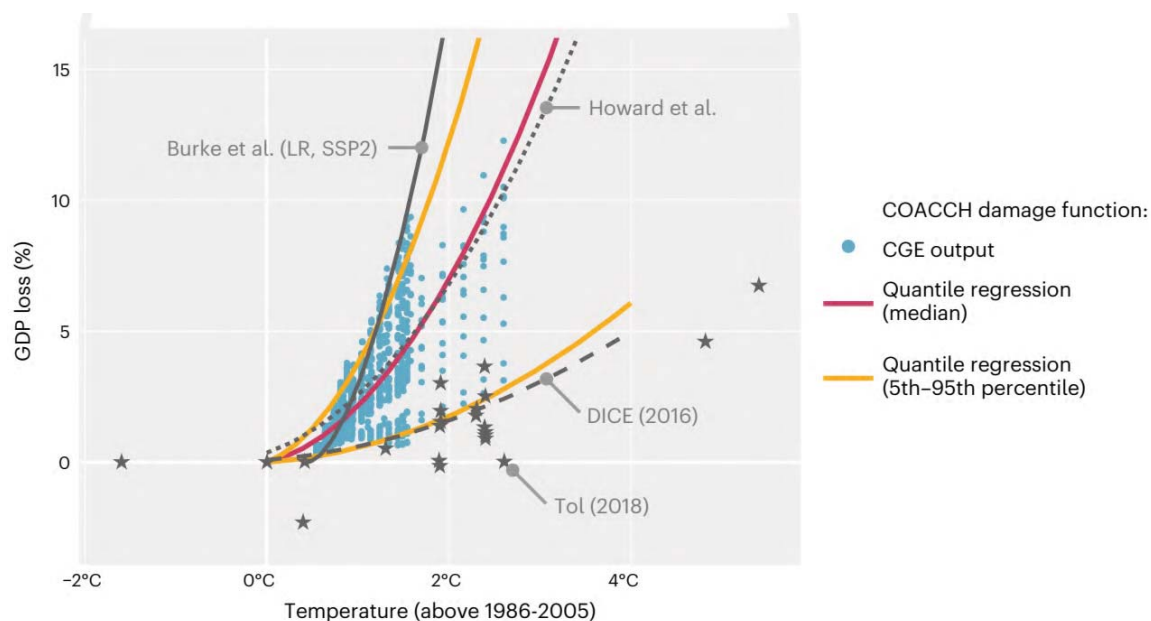 15
10
5
0
GDP loss (%)
−2°C
0°C
2°C
4°C
Temperature (above 1986-2005)
Burke et al. (LR, SSP2)
Howard et al.
DICE (2016)
Tol (2018)
COACCH damage function:
CGE output
Quantile regression
(median)
Quantile regression
(5th–95th percentile)